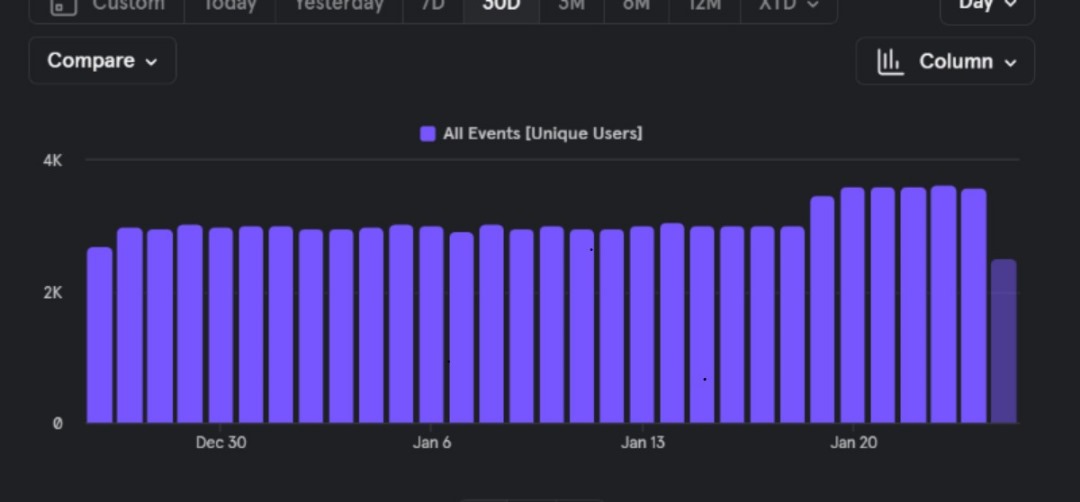 Custom Today Yesterday 7D 30D 3M 6M 12M XTD Day
Compare Column
All Events [Unique Users]
4K
2K
0
Dec 30 Jan 6 Jan 13 Jan 20